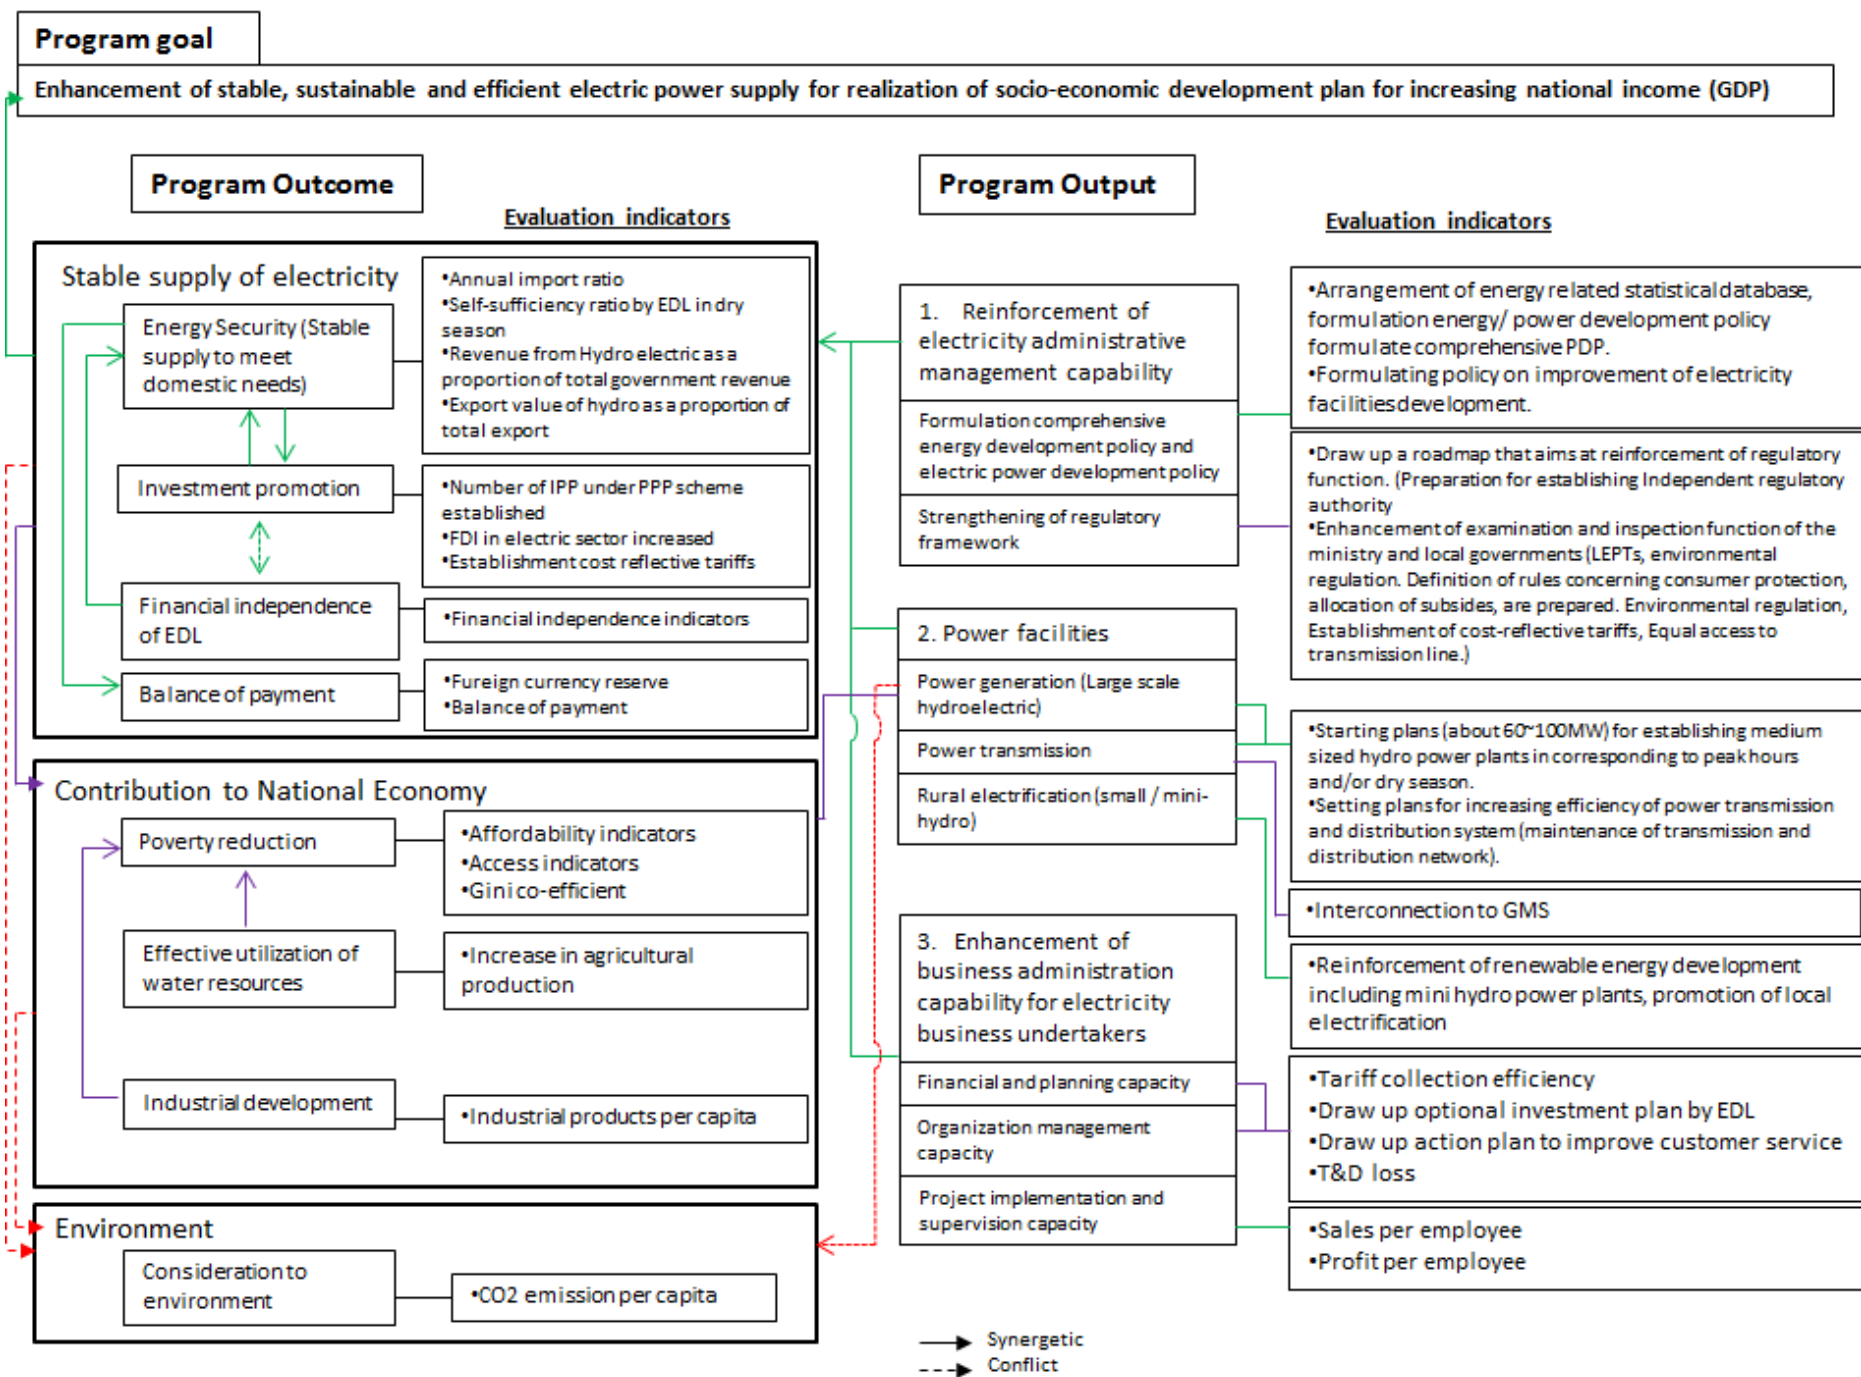 Program goal
Enhancement of stable, sustainable and efficient electric power supply for realization of socio-economic development plan for increasing national income (GDP)
Program Outcome
Evaluation indicators
Stable supply of electricity
Energy Security (Stable
supply to meet
domestic needs)
•Annual import ratio
•Self-sufficiency ratio by EDL in dry
season
•Revenue from Hydro electric as a
proportion of total government revenue
•Export value of hydro as a proportion of
total export
Investment promotion
•Number of IPP under PPP scheme
established
•FDI in electric sector increased
•Establishment cost reflective tariffs
Financial independence
of EDL
•Financial independence indicators
Balance of payment
•Fureign currency reserve
•Balance of payment
Contribution to National Economy
Poverty reduction
•Affordability indicators
•Access indicators
•Gini co-efficient
Effective utilization of
water resources
•Increase in agricultural
production
Industrial development
•Industrial products per capita
Environment
Consideration to
environment
•CO2 emission per capita
Program Output
Evaluation indicators
1. Reinforcement of
electricity administrative
management capability
Formulation comprehensive
energy development policy and
electric power development policy
Strengthening of regulatory
framework
•Arrangement of energy related statistical database,
formulation energy/ power development policy
formulate comprehensive PDP.
•Formulating policy on improvement of electricity
facilities development.
•Draw up a roadmap that aims at reinforcement of regulatory
function. (Preparation for establishing Independent regulatory
authority
•Enhancement of examination and inspection function of the
ministry and local governments (LEPTs, environmental
regulation. Definition of rules concerning consumer protection,
allocation of subsides, are prepared. Environmental regulation,
Establishment of cost-reflective tariffs, Equal access to
transmission line.)
2. Power facilities
Power generation (Large scale
hydroelectric)
Power transmission
Rural electrification (small / mini-
hydro)
•Starting plans (about 60~100MW) for establishing medium
sized hydro power plants in corresponding to peak hours
and/or dry season.
•Setting plans for increasing efficiency of power transmission
and distribution system (maintenance of transmission and
distribution network).
•Interconnection to GMS
•Reinforcement of renewable energy development
including mini hydro power plants, promotion of local
electrification
3. Enhancement of
business administration
capability for electricity
business undertakers
Financial and planning capacity
Organization management
capacity
Project implementation and
supervision capacity
•Tariff collection efficiency
•Draw up optional investment plan by EDL
•Draw up action plan to improve customer service
•T&D loss
•Sales per employee
•Profit per employee
Synergetic
Conflict